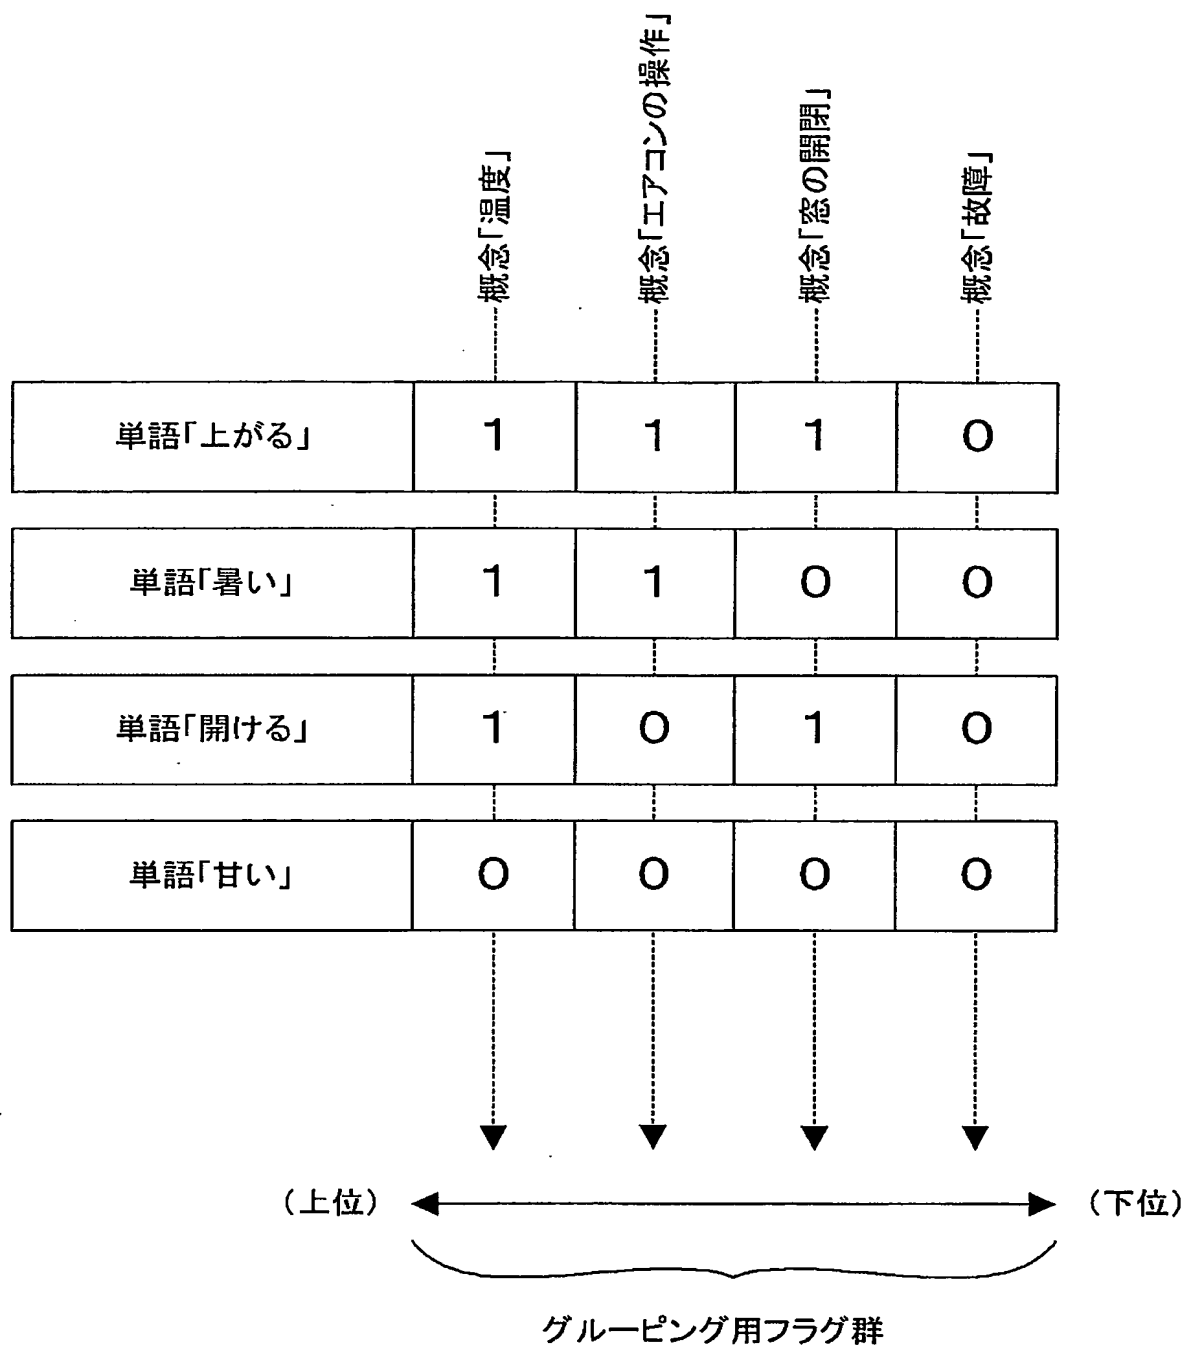 概念「温度」
概念「エアコンの操作」
概念「窓の開閉」
概念「故障」
単語「上がる」 1 1 1 0
単語「暑い」 1 1 0 0
単語「開ける」 1 0 1 0
単語「甘い」 0 0 0 0
(上位) (下位)
グルーピング用フラグ群